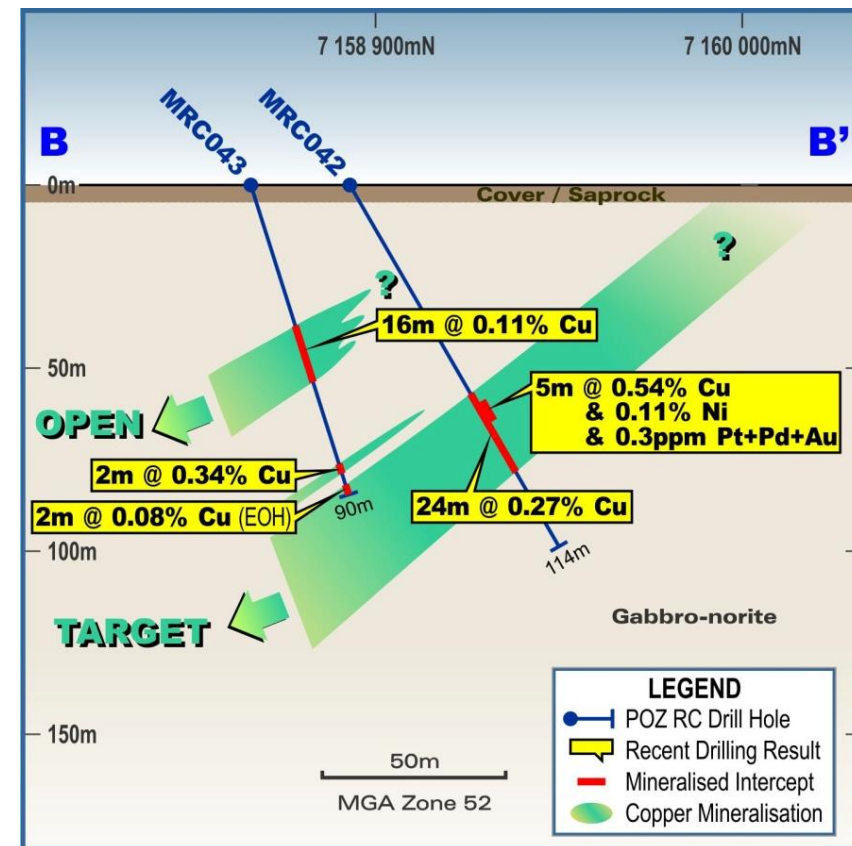 7 158 900mN
7 160 000mN
MRC043
MRC042
B
B'
0m
Cover / Saprock
?
?
16m @ 0.11% Cu
50m
5m @ 0.54% Cu
& 0.11% Ni
& 0.3ppm Pt+Pd+Au
OPEN
2m @ 0.34% Cu
24m @ 0.27% Cu
2m @ 0.08% Cu (EOH)
90m
100m
114m
TARGET
Gabbro-norite
150m
50m
MGA Zone 52
LEGEND
POZ RC Drill Hole
Recent Drilling Result
Mineralised Intercept
Copper Mineralisation